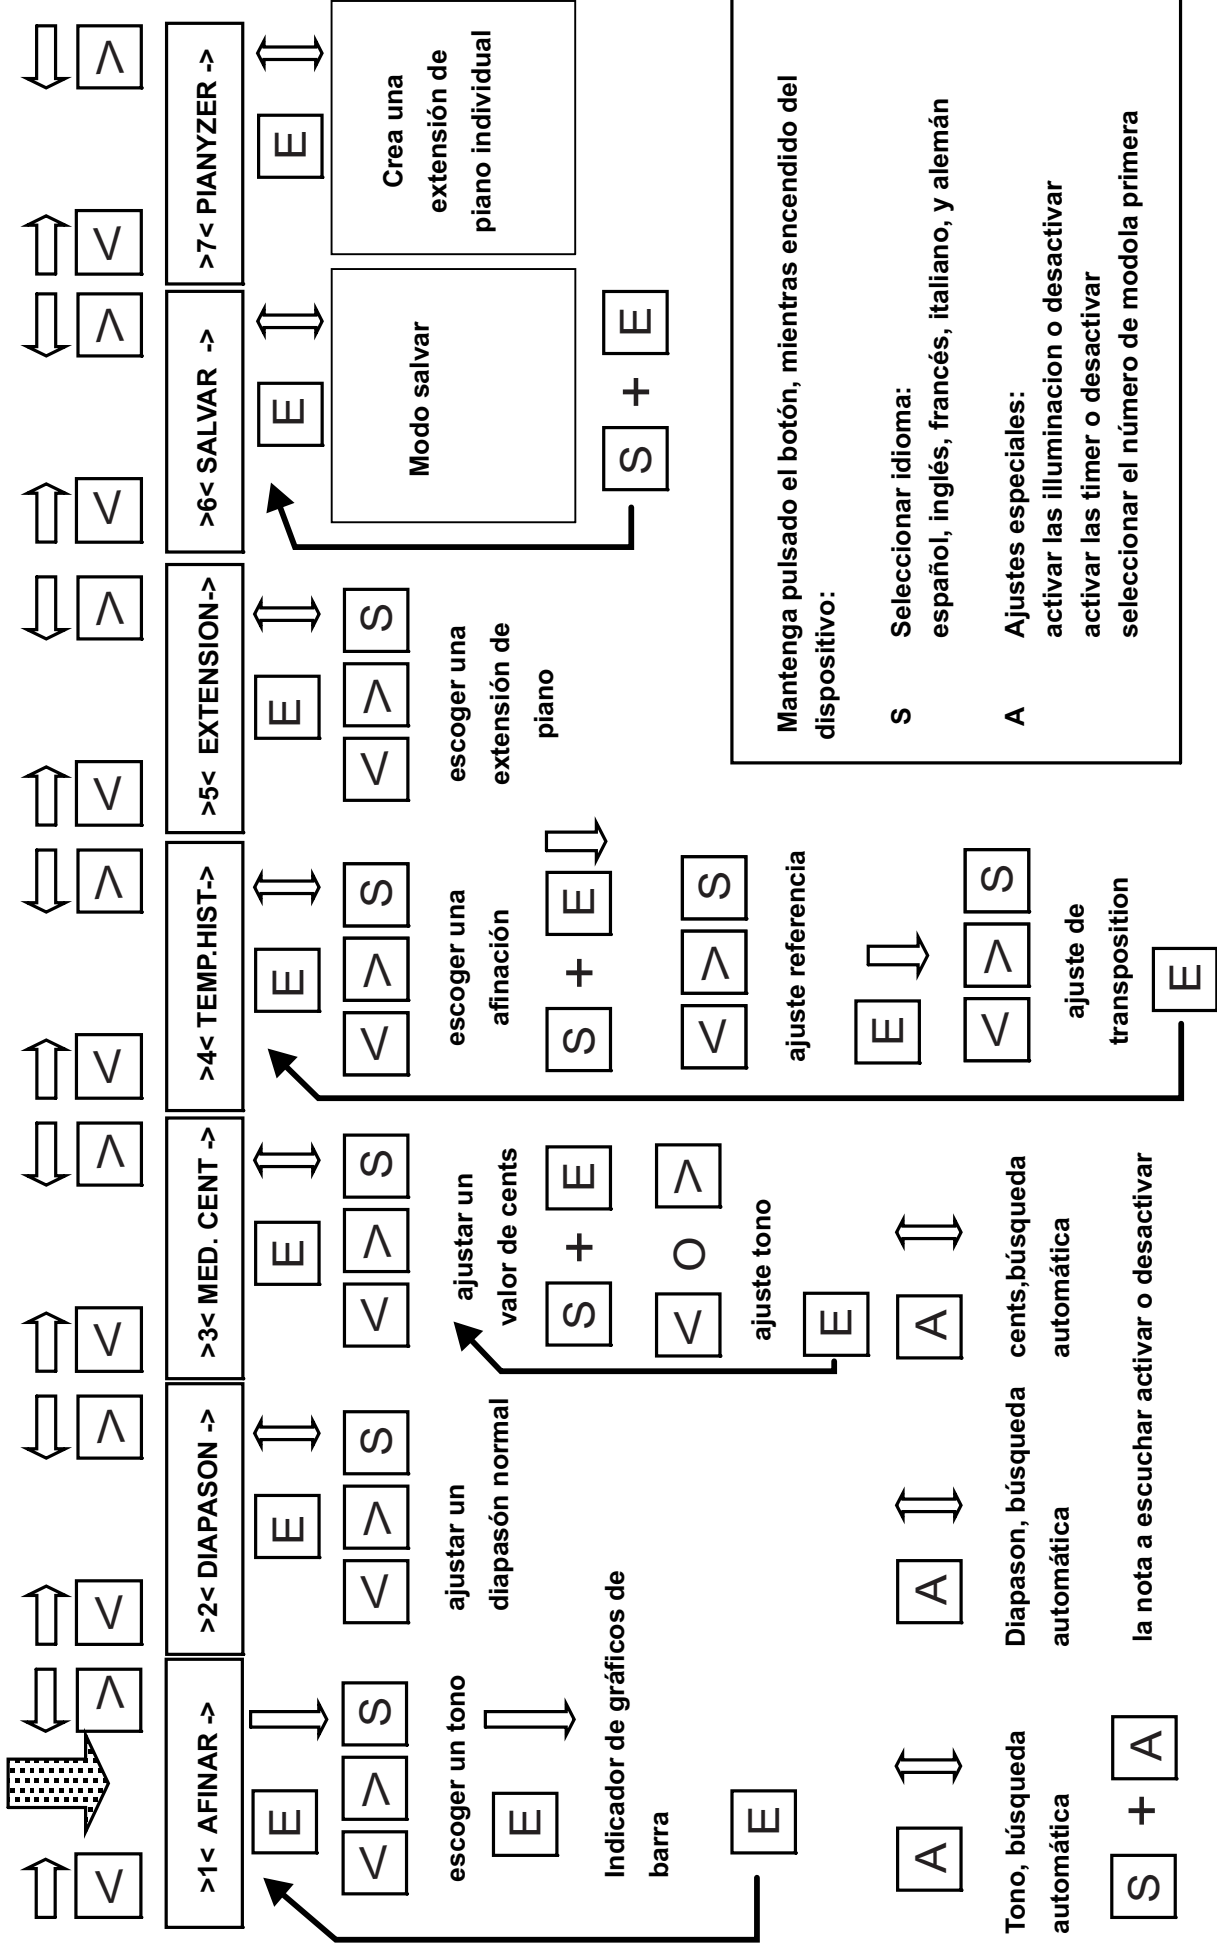 < >
>1< AFINAR ->
E
< > S
escoger un tono
E
Indicador de gráficos de
barra
E
< >
>2< DIAPASON ->
E
< > S
ajustar un
diapasón normal
< >
>3< MED. CENT ->
E
< > S
ajustar un
valor de cents
S + E
< O >
ajuste tono
E
< >
>4< TEMP.HIST->
E
< > S
escoger una
afinación
S + E
< > S
ajuste referencia
E
< > S
ajuste de
transposition
E
< >
>5< EXTENSION->
E
< > S
escoger una
extensión de
piano
< >
>6< SALVAR ->
E
Modo salvar
S + E
< >
>7< PIANYZER ->
E
Crea una
extensión de
piano individual
A
Tono, búsqueda
automática
A
Diapason, búsqueda
automática
A
cents,búsqueda
automática
S + A
la nota a escuchar activar o desactivar
Mantenga pulsado el botón, mientras encendido del
dispositivo:
S Seleccionar idioma:
español, inglés, francés, italiano, y alemán
A Ajustes especiales:
activar las illuminacion o desactivar
activar las timer o desactivar
seleccionar el número de modola primera